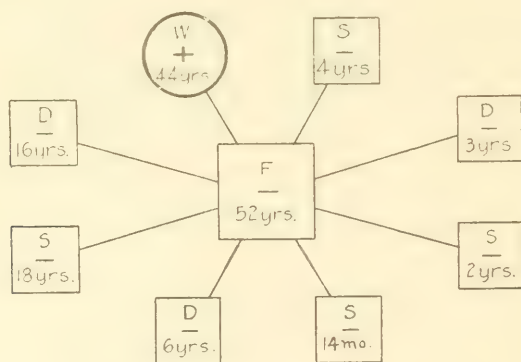 W
+
44yrs
S
—
4yrs
D
—
16yrs.
D
—
3yrs
F
—
52yrs.
S
—
18yrs.
S
—
2yrs.
D
—
6yrs.
S
—
14mo.